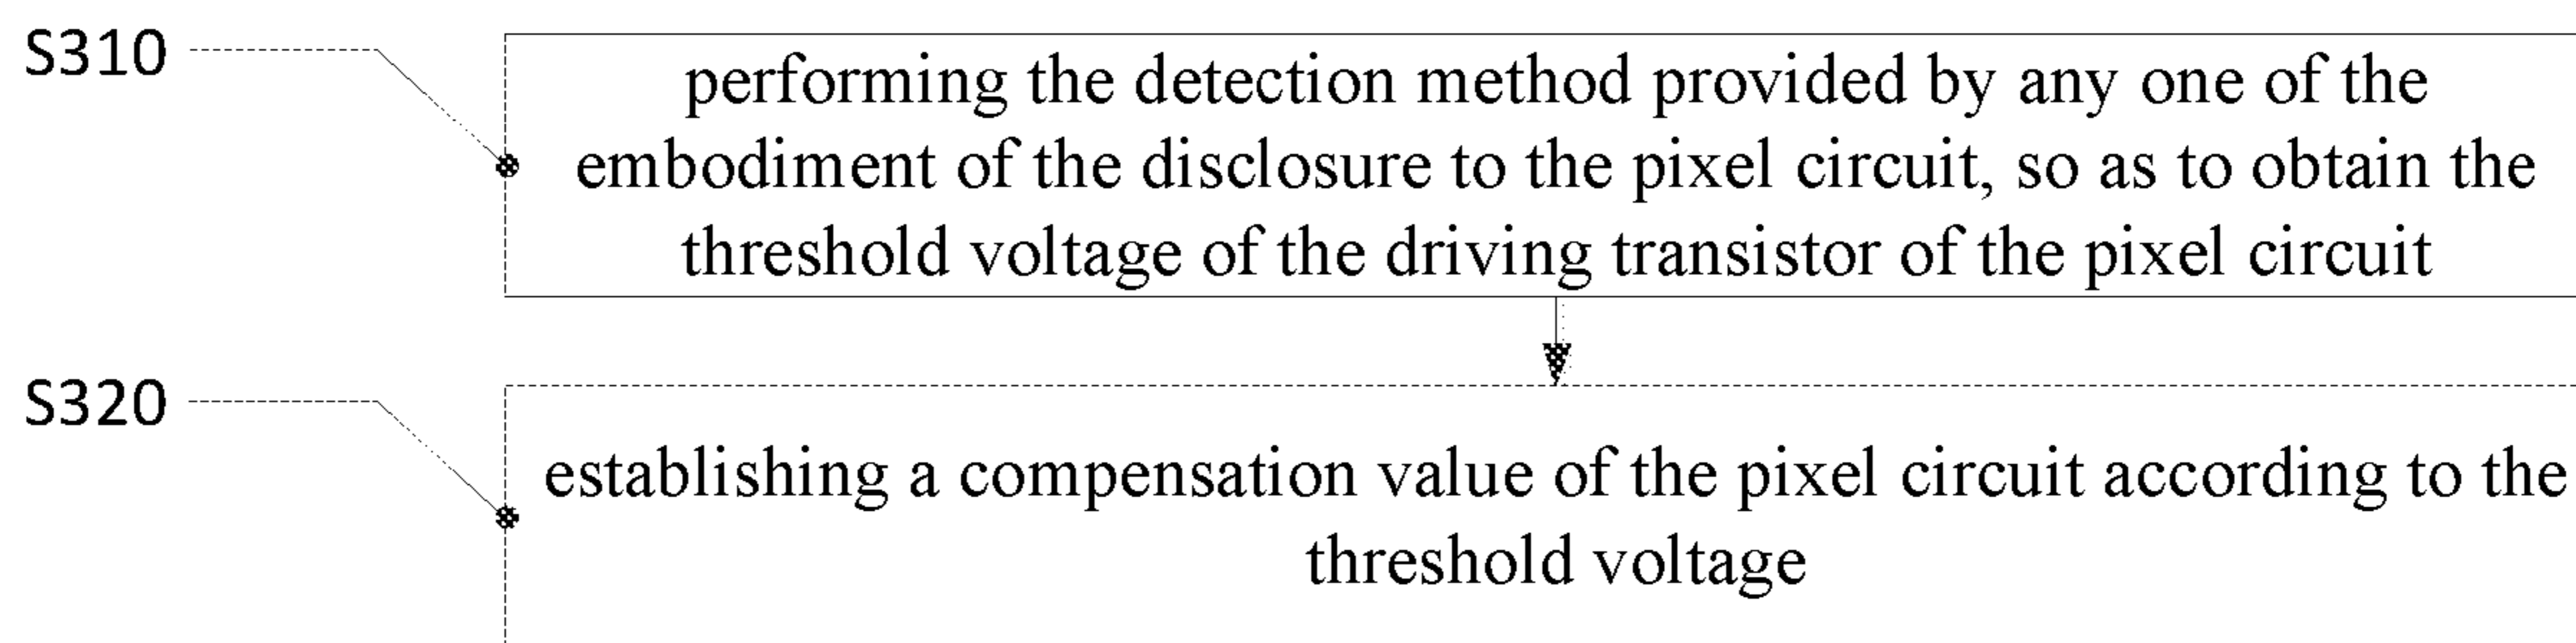 S310
performing the detection method provided by any one of the
embodiment of the disclosure to the pixel circuit, so as to obtain the
threshold voltage of the driving transistor of the pixel circuit
S320
establishing a compensation value of the pixel circuit according to the
threshold voltage